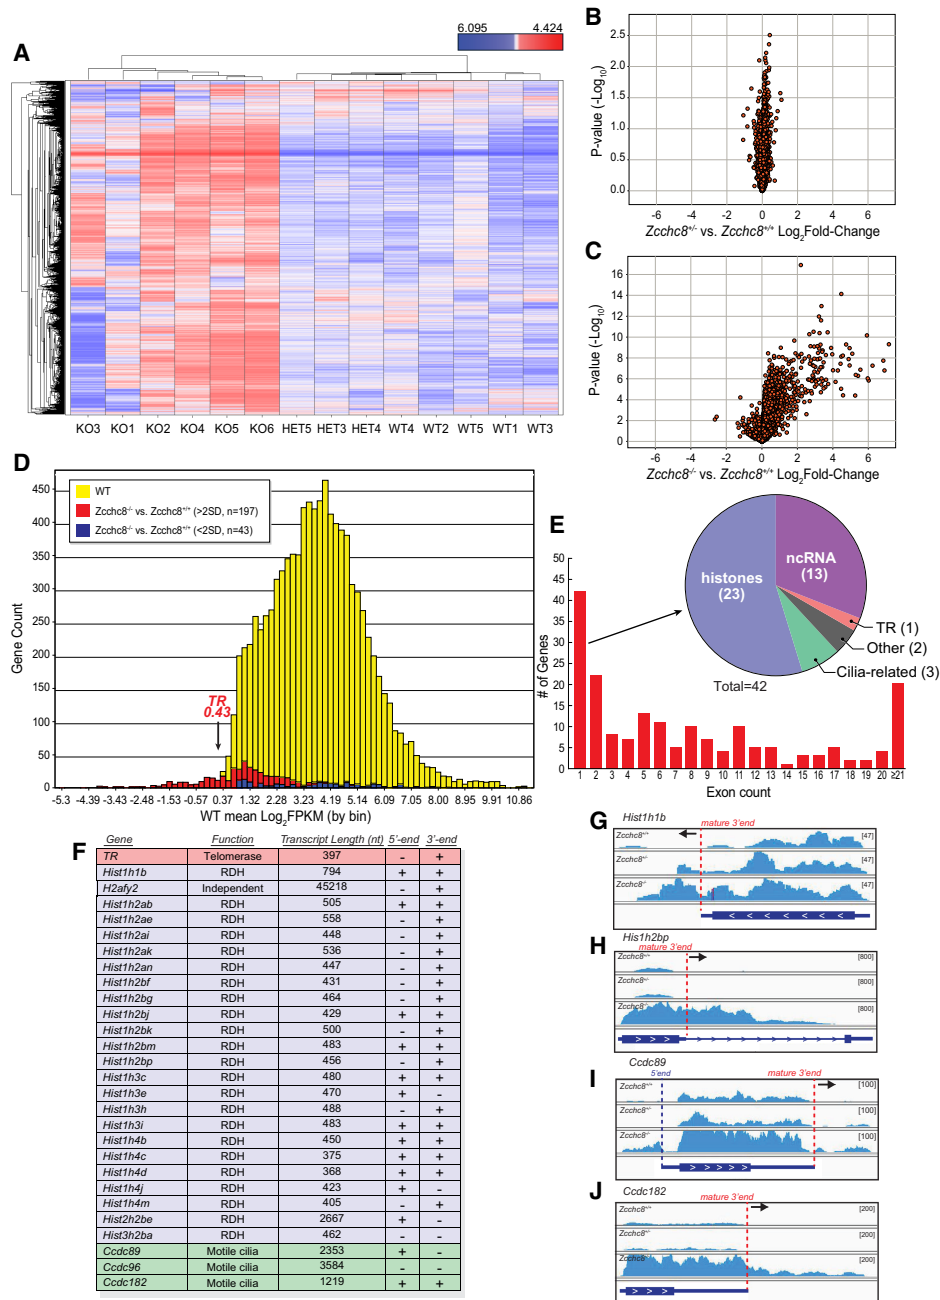 A
6.095 4.424
KO3 KO1 KO2 KO4 KO5 KO6 HET5 HET3 HET4 WT4 WT2 WT5 WT1 WT3
B
P-value (-Log10)
2.5
2.0
1.5
1.0
0.5
0.0
-6 -4 -2 0 2 4 6
Zcchc8+/- vs. Zcchc8+/+ Log2Fold-Change
C
P-value (-Log10)
16
14
12
10
8
6
4
2
0
-6 -4 -2 0 2 4 6
Zcchc8-/- vs. Zcchc8+/+ Log2Fold-Change
D
WT
Zcchc8-/- vs. Zcchc8+/+ (>2SD, n=197)
Zcchc8-/- vs. Zcchc8+/+ (<2SD, n=43)
Gene Count
450
400
350
300
250
200
150
100
50
0
TR
0.43
-5.3 -4.39 -3.43 -2.48 -1.53 -0.57 0.37 1.32 2.28 3.23 4.19 5.14 6.09 7.05 8.00 8.95 9.91 10.86
WT mean Log2FPKM (by bin)
E
# of Genes
50
45
40
35
30
25
20
15
10
5
0
1 2 3 4 5 6 7 8 9 10 11 12 13 14 15 16 17 18 19 20 ≥21
Exon count
histones
(23)
ncRNA
(13)
TR (1)
Other (2)
Cilia-related (3)
Total=42
F
Gene Function Transcript Length (nt) 5'-end 3'-end
TR Telomerase 397 - +
Hist1h1b RDH 794 + +
H2afy2 Independent 45218 - +
Hist1h2ab RDH 505 + +
Hist1h2ae RDH 558 - +
Hist1h2ai RDH 448 - +
Hist1h2ak RDH 536 - +
Hist1h2an RDH 447 - +
Hist1h2bf RDH 431 - +
Hist1h2bg RDH 464 - +
Hist1h2bj RDH 429 + +
Hist1h2bk RDH 500 - +
Hist1h2bm RDH 483 + +
Hist1h2bp RDH 456 - +
Hist1h3c RDH 480 + +
Hist1h3e RDH 470 + -
Hist1h3h RDH 488 - +
Hist1h3i RDH 483 + +
Hist1h4b RDH 450 + +
Hist1h4c RDH 375 + +
Hist1h4d RDH 368 + +
Hist1h4j RDH 423 + -
Hist1h4m RDH 405 - +
Hist2h2be RDH 2667 + -
Hist3h2ba RDH 462 - -
Ccdc89 Motile cilia 2353 + -
Ccdc96 Motile cilia 3584 - -
Ccdc182 Motile cilia 1219 + +
G
Hist1h1b
mature 3'end
Zcchc8+/+ [47]
Zcchc8+/- [47]
Zcchc8-/- [47]
H
His1h2bp
mature 3'end
Zcchc8+/+ [800]
Zcchc8+/- [800]
Zcchc8-/- [800]
I
Ccdc89
5'end mature 3'end
Zcchc8+/+ [100]
Zcchc8+/- [100]
Zcchc8-/- [100]
J
Ccdc182
mature 3'end
Zcchc8+/+ [200]
Zcchc8+/- [200]
Zcchc8-/- [200]